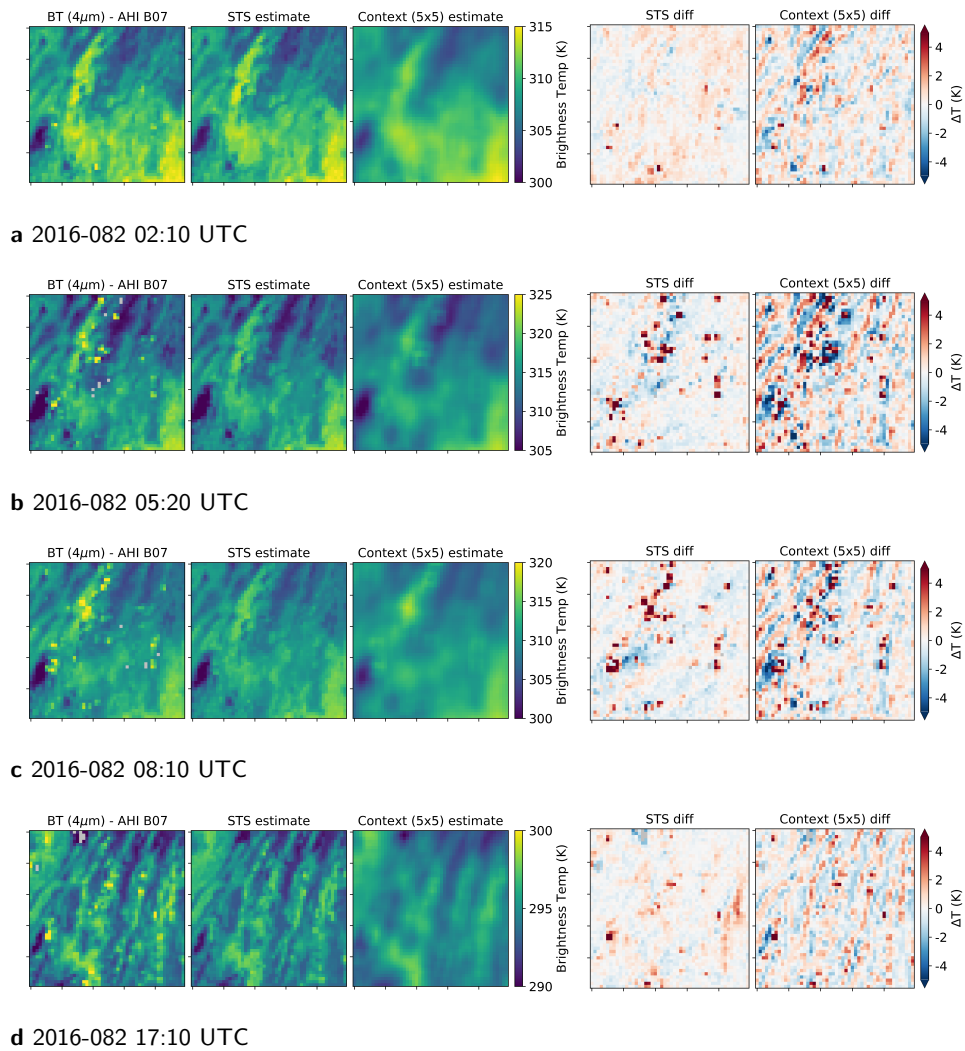 BT (4μm) - AHI B07 STS estimate Context (5x5) estimate STS diff Context (5x5) diff
315
310
305
300
Brightness Temp (K)
4
2
0
-2
-4
ΔT (K)
a 2016-082 02:10 UTC
BT (4μm) - AHI B07 STS estimate Context (5x5) estimate STS diff Context (5x5) diff
325
320
315
310
305
Brightness Temp (K)
4
2
0
-2
-4
ΔT (K)
b 2016-082 05:20 UTC
BT (4μm) - AHI B07 STS estimate Context (5x5) estimate STS diff Context (5x5) diff
320
315
310
305
300
Brightness Temp (K)
4
2
0
-2
-4
ΔT (K)
c 2016-082 08:10 UTC
BT (4μm) - AHI B07 STS estimate Context (5x5) estimate STS diff Context (5x5) diff
300
295
290
Brightness Temp (K)
4
2
0
-2
-4
ΔT (K)
d 2016-082 17:10 UTC